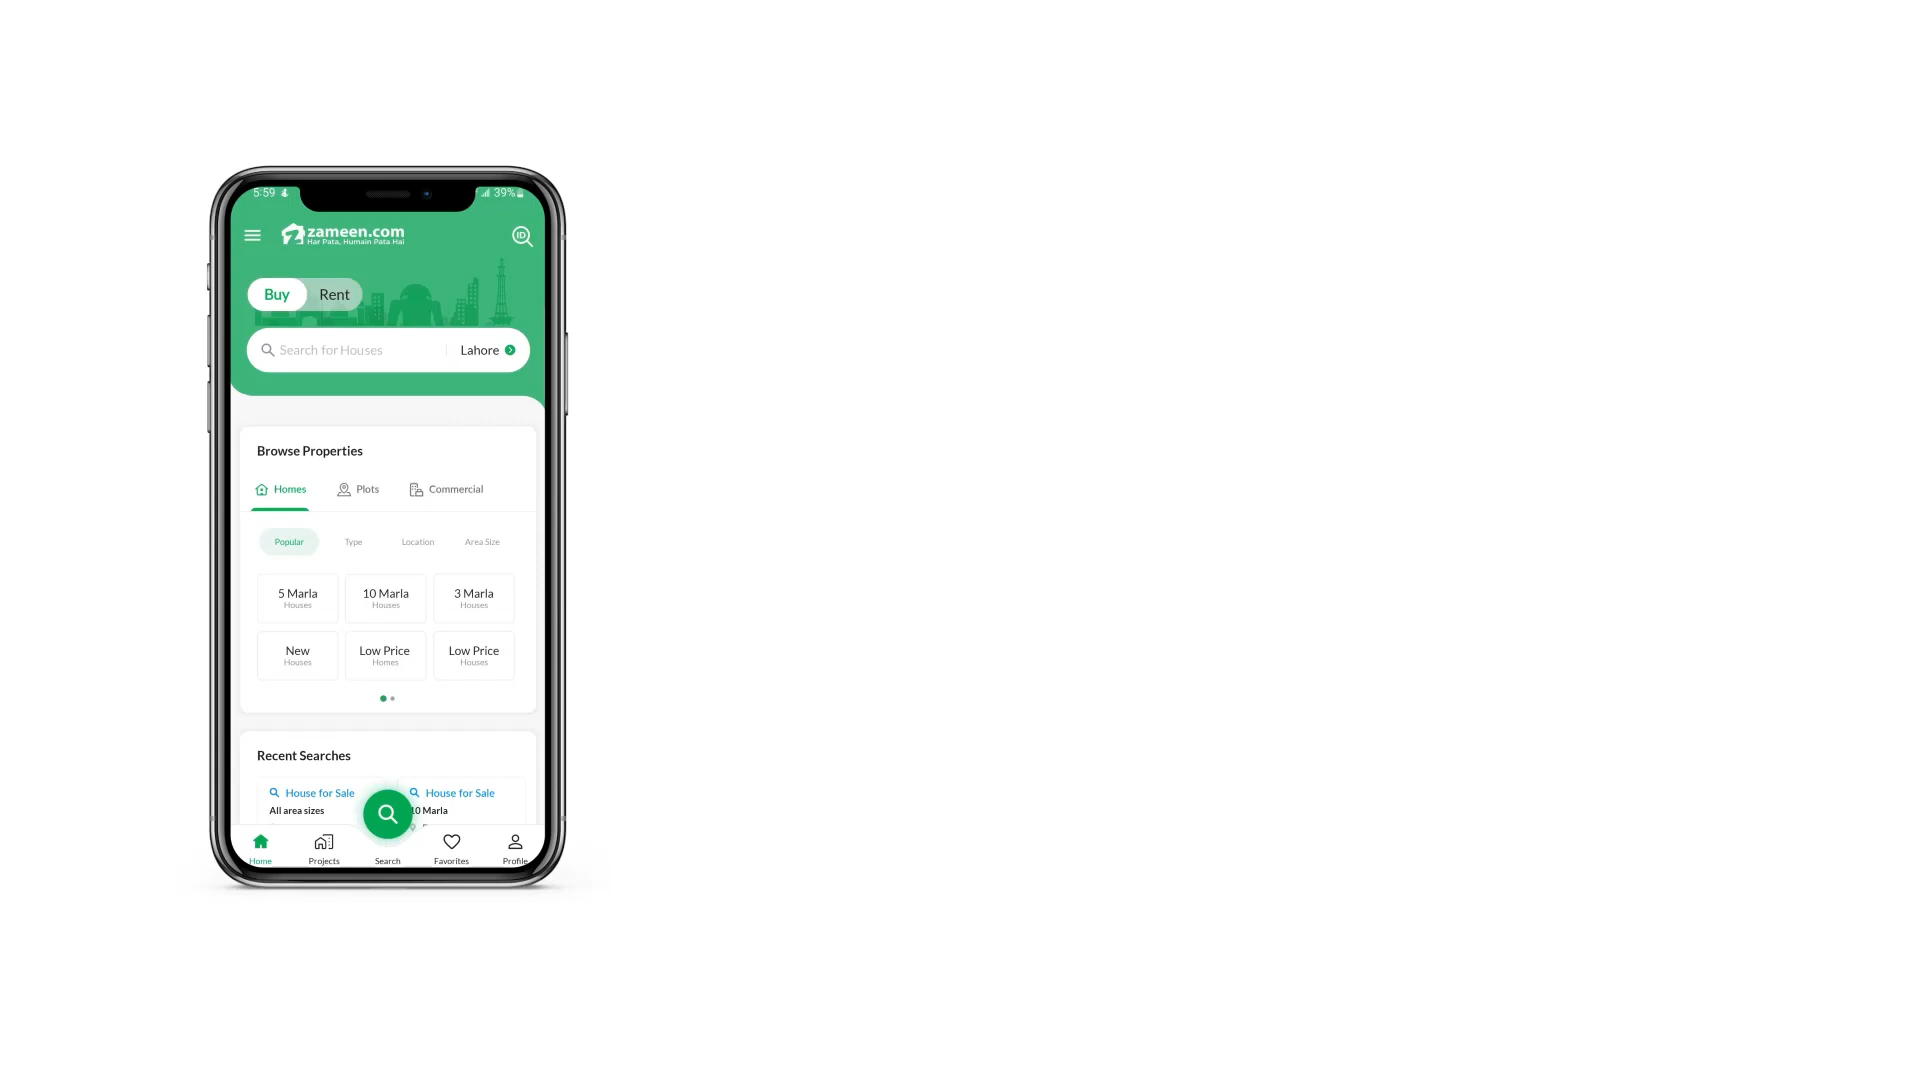 5:59
39%
zameen.com
Har Pata, Humain Pata Hai
ID
Buy
Rent
Search for Houses
Lahore
Browse Properties
Homes
Plots
Commercial
Popular
Type
Location
Area Size
5 Marla
Houses
10 Marla
Houses
3 Marla
Houses
New
Houses
Low Price
Homes
Low Price
Houses
Recent Searches
House for Sale
All area sizes
House for Sale
10 Marla
Home
Projects
Search
Favorites
Profile